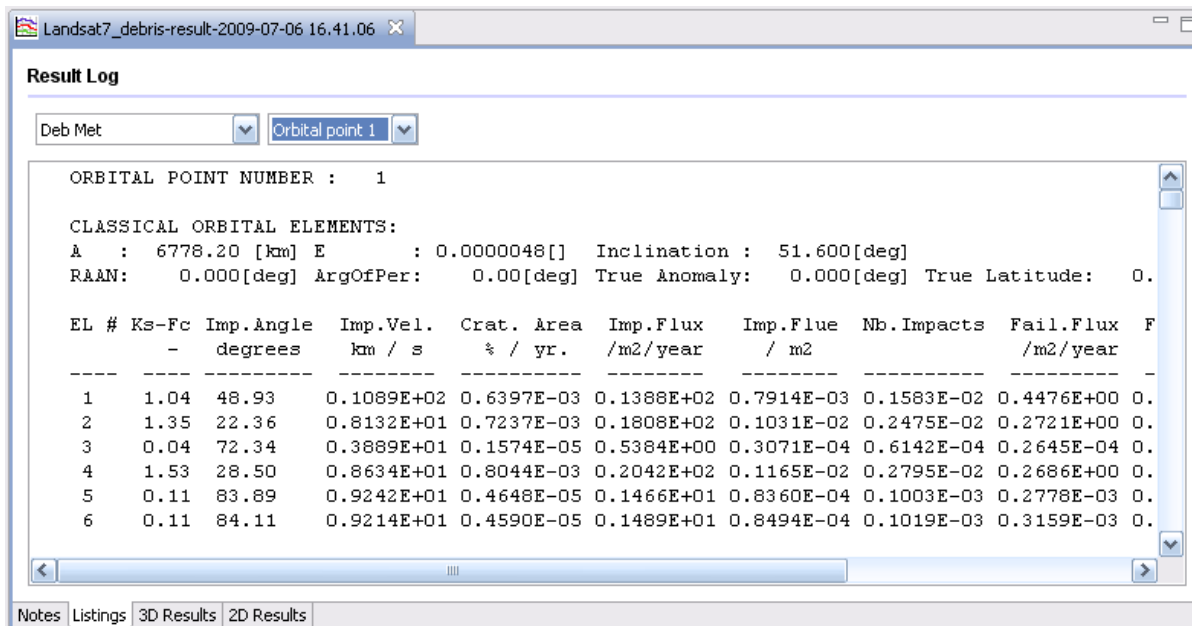 Landsat7_debris-result-2009-07-06 16.41.06
Result Log
Deb Met Orbital point 1
ORBITAL POINT NUMBER : 1
CLASSICAL ORBITAL ELEMENTS:
A : 6778.20 [km] E : 0.0000048[] Inclination : 51.600[deg]
RAAN: 0.000[deg] ArgOfPer: 0.00[deg] True Anomaly: 0.000[deg] True Latitude: 0.
EL # Ks-Fc Imp.Angle Imp.Vel. Crat. Area Imp.Flux Imp.Flue Nb.Impacts Fail.Flux F
- degrees km / s % / yr. /m2/year / m2 /m2/year
---- ---- --------- -------- ---------- -------- -------- ---------- --------- -
1 1.04 48.93 0.1089E+02 0.6397E-03 0.1388E+02 0.7914E-03 0.1583E-02 0.4476E+00 0.
2 1.35 22.36 0.8132E+01 0.7237E-03 0.1808E+02 0.1031E-02 0.2475E-02 0.2721E+00 0.
3 0.04 72.34 0.3889E+01 0.1574E-05 0.5384E+00 0.3071E-04 0.6142E-04 0.2645E-04 0.
4 1.53 28.50 0.8634E+01 0.8044E-03 0.2042E+02 0.1165E-02 0.2795E-02 0.2686E+00 0.
5 0.11 83.89 0.9242E+01 0.4648E-05 0.1466E+01 0.8360E-04 0.1003E-03 0.2778E-03 0.
6 0.11 84.11 0.9214E+01 0.4590E-05 0.1489E+01 0.8494E-04 0.1019E-03 0.3159E-03 0.
Notes Listings 3D Results 2D Results